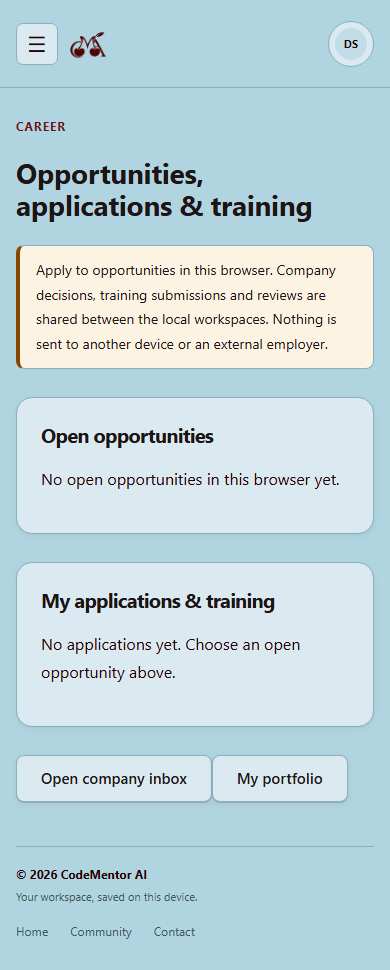 ☰
DS
CAREER
Opportunities,
applications & training
Apply to opportunities in this browser. Company
decisions, training submissions and reviews are
shared between the local workspaces. Nothing is
sent to another device or an external employer.
Open opportunities
No open opportunities in this browser yet.
My applications & training
No applications yet. Choose an open
opportunity above.
Open company inbox
My portfolio
© 2026 CodeMentor AI
Your workspace, saved on this device.
Home Community Contact